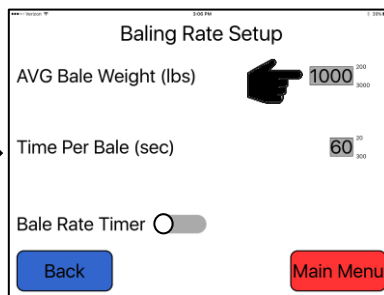 Verizon 3:06 PM
Baling Rate Setup
AVG Bale Weight (lbs) 1000 200
3000
Time Per Bale (sec) 60 20
300
Bale Rate Timer
Back Main Menu